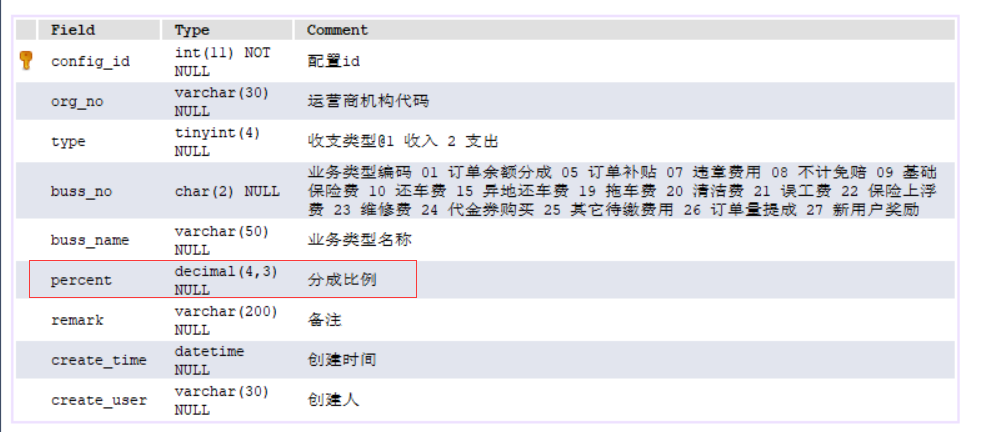 Field Type Comment
config_id int(11) NOT NULL 配置id
org_no varchar(30) NULL 运营商机构代码
type tinyint(4) NULL 收支类型@1 收入 2 支出
buss_no char(2) NULL 业务类型编码 01 订单余额分成 05 订单补贴 07 违章费用 08 不计免赔 09 基础
保险费 10 还车费 15 异地还车费 19 拖车费 20 清洁费 21 误工费 22 保险上浮
费 23 维修费 24 代金券购买 25 其它待缴费用 26 订单量提成 27 新用户奖励
buss_name varchar(50) NULL 业务类型名称
percent decimal(4,3) NULL 分成比例
remark varchar(200) NULL 备注
create_time datetime NULL 创建时间
create_user varchar(30) NULL 创建人